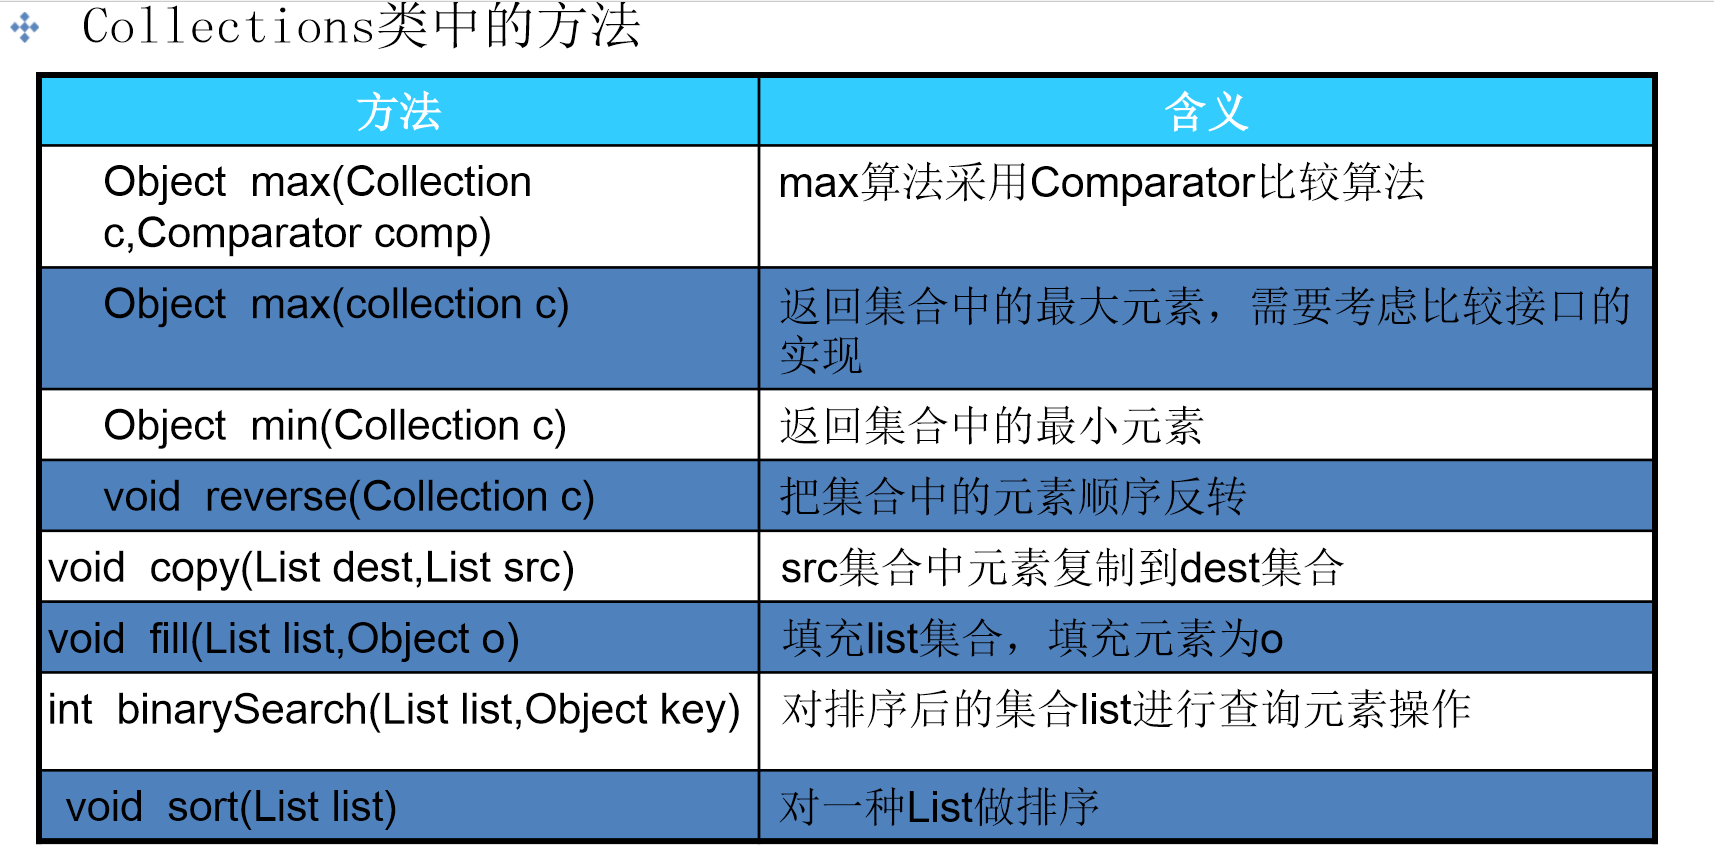 Collections类中的方法
方法
含义
Object max(Collection
c,Comparator comp)
max算法采用Comparator比较算法
Object max(collection c)
返回集合中的最大元素，需要考虑比较接口的
实现
Object min(Collection c)
返回集合中的最小元素
void reverse(Collection c)
把集合中的元素顺序反转
void copy(List dest,List src)
src集合中元素复制到dest集合
void fill(List list,Object o)
填充list集合，填充元素为o
int binarySearch(List list,Object key)
对排序后的集合list进行查询元素操作
void sort(List list)
对一种List做排序